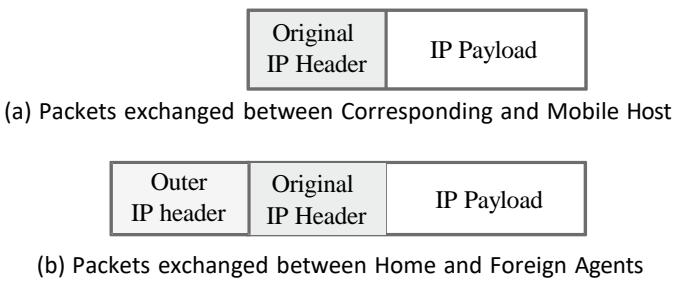 Original
IP Header
IP Payload
(a) Packets exchanged between Corresponding and Mobile Host
Outer
IP header
Original
IP Header
IP Payload
(b) Packets exchanged between Home and Foreign Agents